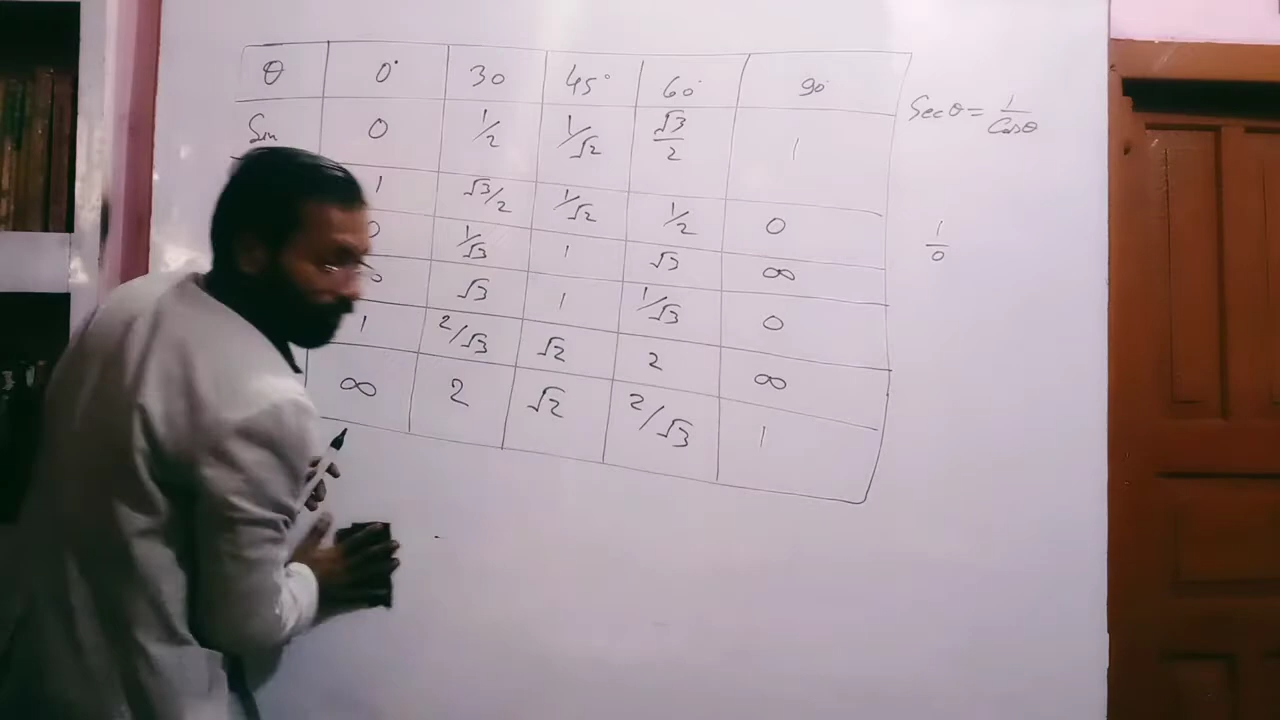 θ 0° 30 45° 60° 90°
Sin 0 1/2 1/√2 √3/2 1
1 √3/2 1/√2 1/2 0
0 1/√3 1 √3 ∞
√3 1 1/√3 0
1 2/√3 √2 2 ∞
∞ 2 √2 2/√3 1
Secθ = 1/Cosθ
1/0